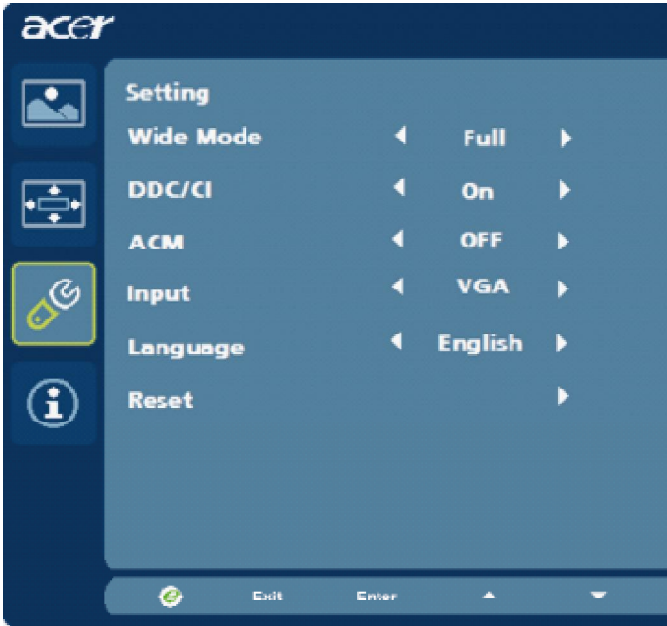 acer
Setting
Wide Mode Full
DDC/CI On
ACM OFF
Input VGA
Language English
Reset
Exit Enter